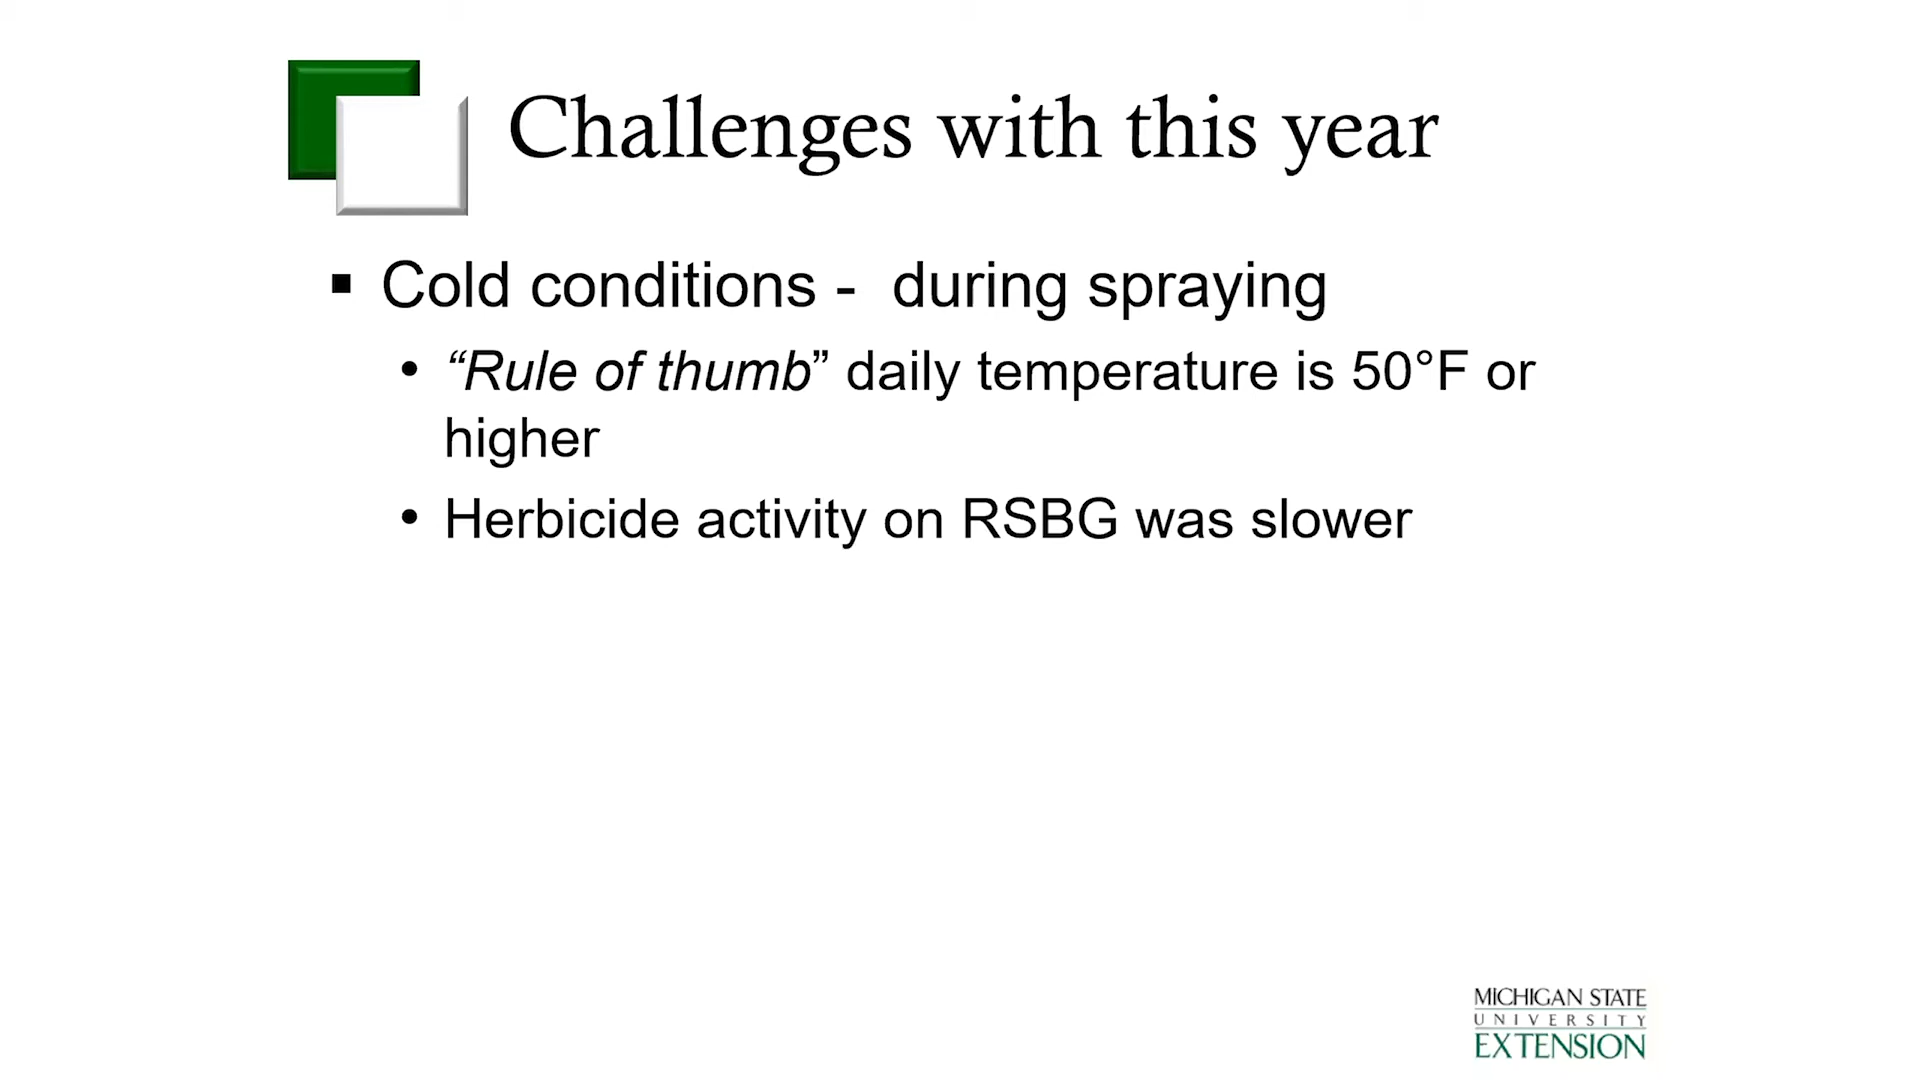 Challenges with this year
▪ Cold conditions -  during spraying
• “Rule of thumb” daily temperature is 50°F or
higher
• Herbicide activity on RSBG was slower
MICHIGAN STATE
UNIVERSITY
EXTENSION